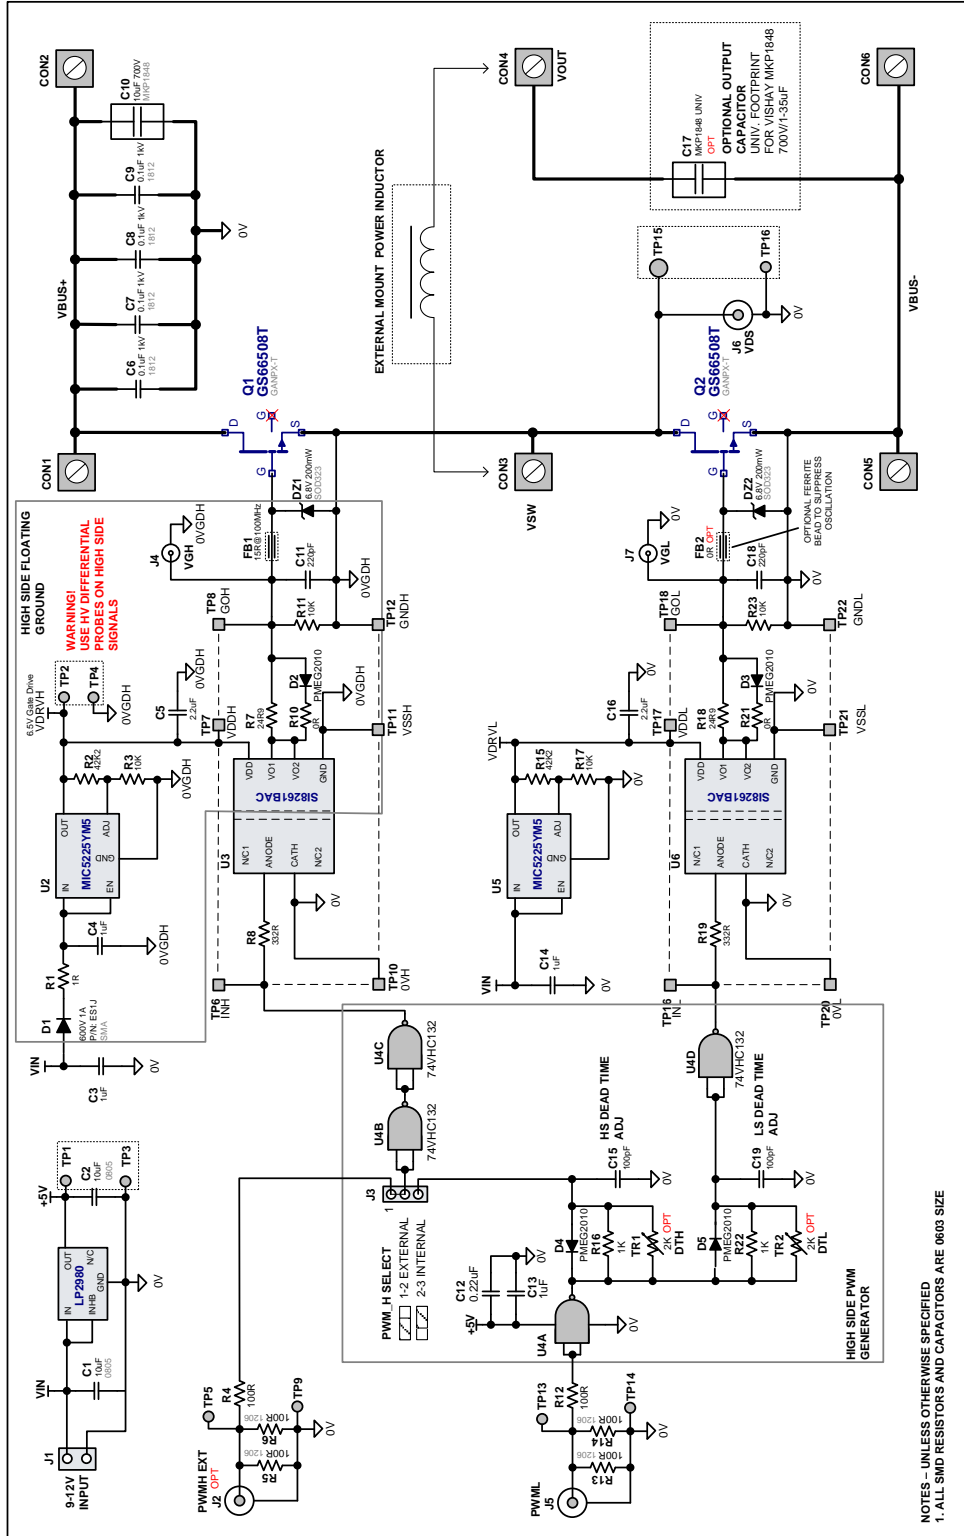 9-12V
INPUT
J1
VIN
C1
10uF
0805
IN
OUT
LP2980
INHB
N/C
GND
0V
+5V
C2
10uF
0805
TP1
TP3
VIN
C3
1uF
0V
D1
600V 1A
P/N: ES1J
SMA
R1
1R
C4
1uF
0VGDH
U2
IN
OUT
MIC5225YM5
EN
GND
ADJ
R2
42K2
R3
10K
0VGDH
6.5V Gate Drive
VDRVH
TP2
TP4
0VGDH
HIGH SIDE FLOATING
GROUND
WARNING!
USE HV DIFFERENTIAL
PROBES ON HIGH SIDE
SIGNALS
C5
2.2uF
0VGDH
TP7
VDDH
TP8
GOH
J4
VGH
0VGDH
TP6
INH
R8
332R
0V
TP10
0VH
U3
N/C1
ANODE
CATH
N/C2
SI8261BAC
VDD
VO1
VO2
GND
R7
24R9
R10
0R
D2
PMEG2010
0VGDH
TP11
VSSH
R11
10K
TP12
GNDH
C11
220pF
0VGDH
FB1
15R@100MHz
DZ1
6.8V 200mW
SOD323
Q1
GS66508T
GANPX-T
D
G
G
S
CON1
CON2
VBUS+
C6
0.1uF 1kV
1812
C7
0.1uF 1kV
1812
C8
0.1uF 1kV
1812
C9
0.1uF 1kV
1812
C10
10uF 700V
MKP1848
0V
EXTERNAL MOUNT POWER INDUCTOR
CON3
VSW
CON4
VOUT
C17
MKP1848 UNIV
OPT
OPTIONAL OUTPUT
CAPACITOR
UNIV. FOOTPRINT
FOR VISHAY MKP1848
700V/1-35uF
CON5
CON6
VBUS-
TP15
TP16
J6
VDS
0V
Q2
GS66508T
GANPX-T
D
G
G
S
DZ2
6.8V 200mW
SOD323
OPTIONAL FERRITE
BEAD TO SUPPRESS
OSCILLATION
FB2
0R OPT
C18
220pF
0V
J7
VGL
0V
TP18
GOL
R23
10K
TP22
GNDL
VIN
C14
1uF
0V
U5
IN
OUT
MIC5225YM5
EN
GND
ADJ
VDRVL
R15
42K2
R17
10K
0V
C16
2.2uF
0V
TP17
VDDL
TP16
INL
R19
332R
0V
TP20
0VL
U6
N/C1
ANODE
CATH
N/C2
SI8261BAC
VDD
VO1
VO2
GND
R18
24R9
R21
0R
D3
PMEG2010
0V
TP21
VSSL
PWMH EXT
J2 OPT
TP5
R4
100R
R5
100R 1206
R6
100R 1206
TP9
0V
J3
1
PWM_H SELECT
1-2 EXTERNAL
2-3 INTERNAL
U4B
74VHC132
U4C
74VHC132
+5V
C12
0.22uF
C13
1uF
0V
U4A
0V
PWML
J5
TP13
R12
100R
R13
100R 1206
R14
100R 1206
TP14
0V
D4
PMEG2010
R16
1K
TR1
2K OPT
DTH
C15
100pF
0V
HS DEAD TIME
ADJ
D5
PMEG2010
R22
1K
TR2
2K OPT
DTL
C19
100pF
0V
LS DEAD TIME
ADJ
U4D
74VHC132
HIGH SIDE PWM
GENERATOR
NOTES – UNLESS OTHERWISE SPECIFIED
1. ALL SMD RESISTORS AND CAPACITORS ARE 0603 SIZE